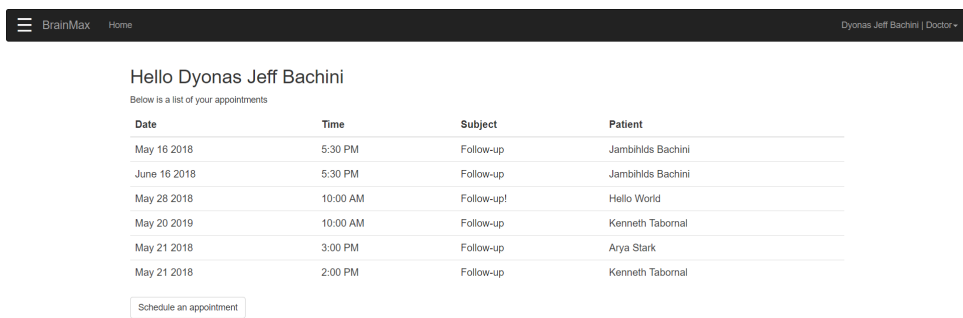 BrainMax Home Dyonas Jeff Bachini | Doctor
Hello Dyonas Jeff Bachini
Below is a list of your appointments
Date Time Subject Patient
May 16 2018 5:30 PM Follow-up Jambihlds Bachini
June 16 2018 5:30 PM Follow-up Jambihlds Bachini
May 28 2018 10:00 AM Follow-up! Hello World
May 20 2019 10:00 AM Follow-up Kenneth Tabornal
May 21 2018 3:00 PM Follow-up Arya Stark
May 21 2018 2:00 PM Follow-up Kenneth Tabornal
Schedule an appointment